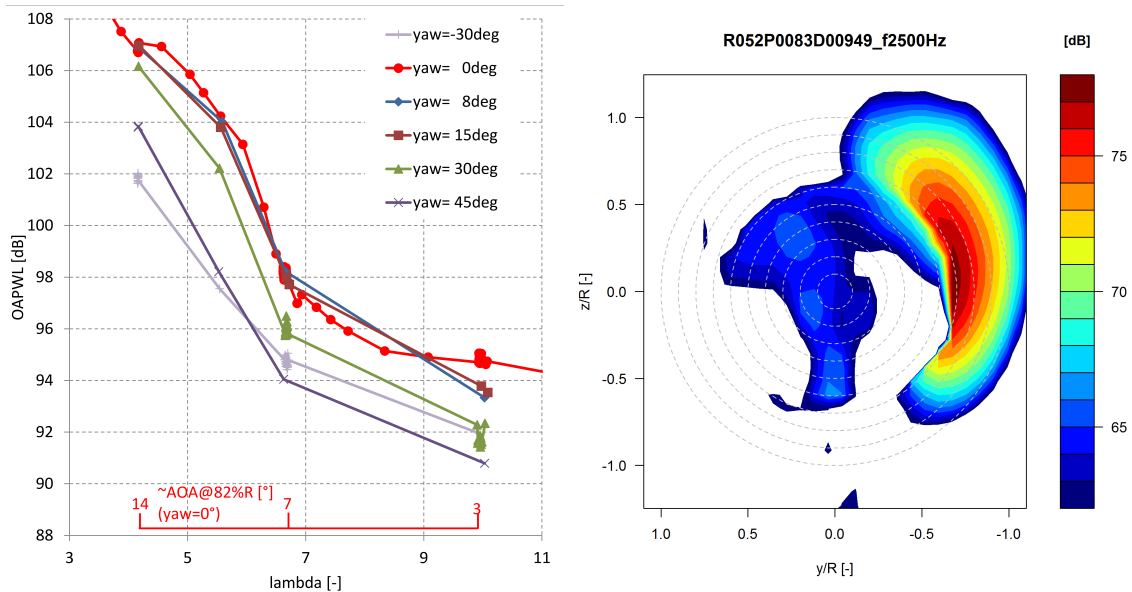 108
106
104
102
100
98
96
94
92
90
88
OAPWL [dB]
yaw=-30deg
yaw= 0deg
yaw= 8deg
yaw= 15deg
yaw= 30deg
yaw= 45deg
~AOA@82%R [°]
(yaw=0°)
14
7
3
3 5 7 9 11
lambda [-]
R052P0083D00949_f2500Hz
[dB]
1.0
0.5
0.0
-0.5
-1.0
z/R [-]
1.0 0.5 0.0 -0.5 -1.0
y/R [-]
75
70
65